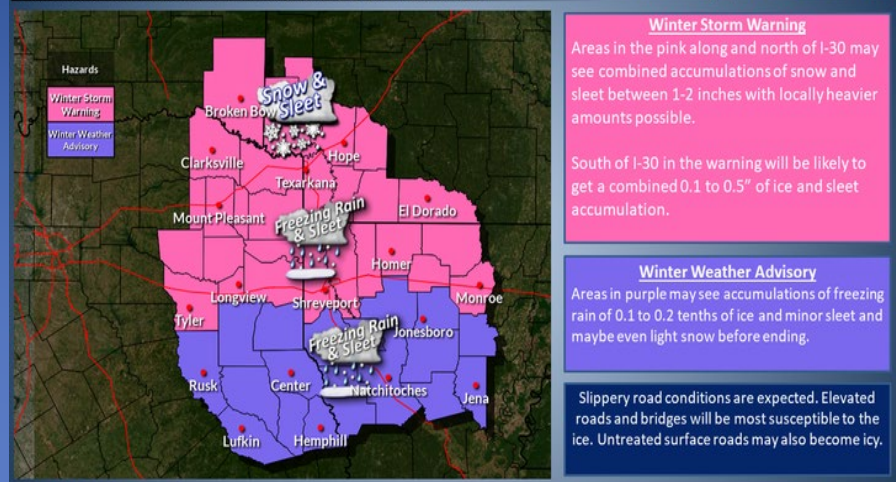 Hazards
Winter Storm
Warning
Winter Weather
Advisory
Snow &
Sleet
Broken Bow
Clarksville
Hope
Texarkana
Mount Pleasant
El Dorado
Freezing Rain
& Sleet
Homer
Longview
Shreveport
Monroe
Tyler
Freezing Rain
& Sleet
Jonesboro
Rusk
Center
Natchitoches
Jena
Lufkin
Hemphill
Winter Storm Warning
Areas in the pink along and north of I-30 may
see combined accumulations of snow and
sleet between 1-2 inches with locally heavier
amounts possible.
South of I-30 in the warning will be likely to
get a combined 0.1 to 0.5" of ice and sleet
accumulation.
Winter Weather Advisory
Areas in purple may see accumulations of freezing
rain of 0.1 to 0.2 tenths of ice and minor sleet and
maybe even light snow before ending.
Slippery road conditions are expected. Elevated
roads and bridges will be most susceptible to the
ice. Untreated surface roads may also become icy.